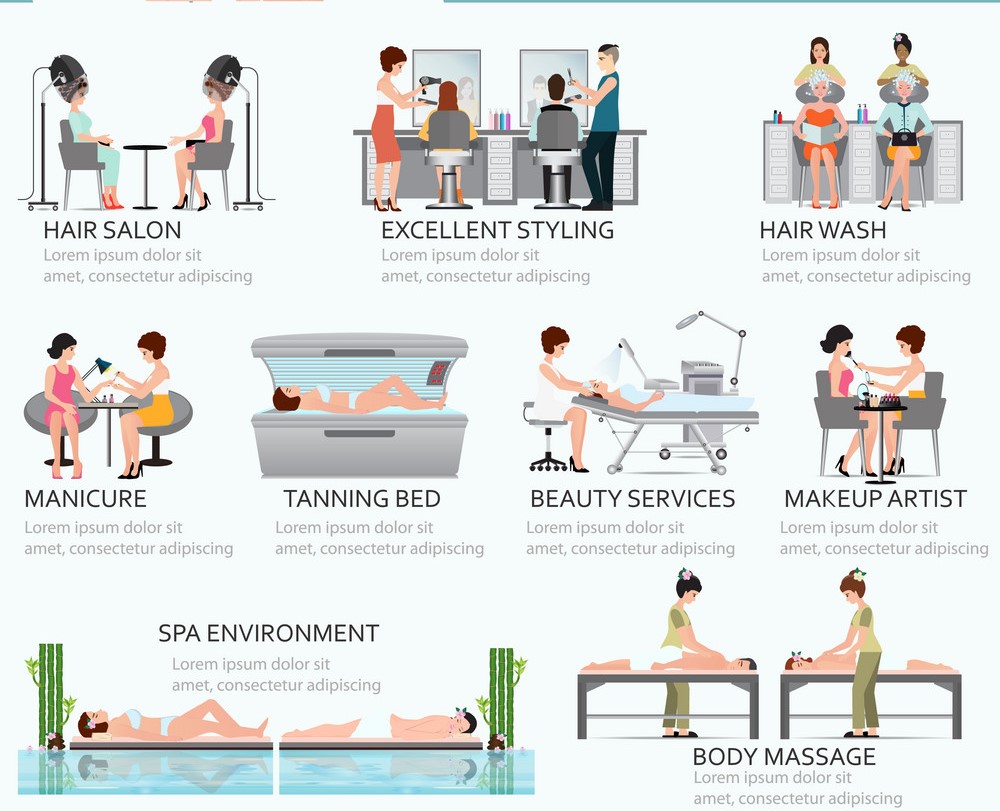 HAIR SALON
Lorem ipsum dolor sit
amet, consectetur adipiscing
EXCELLENT STYLING
Lorem ipsum dolor sit
amet, consectetur adipiscing
HAIR WASH
Lorem ipsum dolor sit
amet, consectetur adipiscing
MANICURE
Lorem ipsum dolor sit
amet, consectetur adipiscing
TANNING BED
Lorem ipsum dolor sit
amet, consectetur adipiscing
BEAUTY SERVICES
Lorem ipsum dolor sit
amet, consectetur adipiscing
MAKEUP ARTIST
Lorem ipsum dolor sit
amet, consectetur adipiscing
SPA ENVIRONMENT
Lorem ipsum dolor sit
amet, consectetur adipiscing
BODY MASSAGE
Lorem ipsum dolor sit
amet, consectetur adipiscing